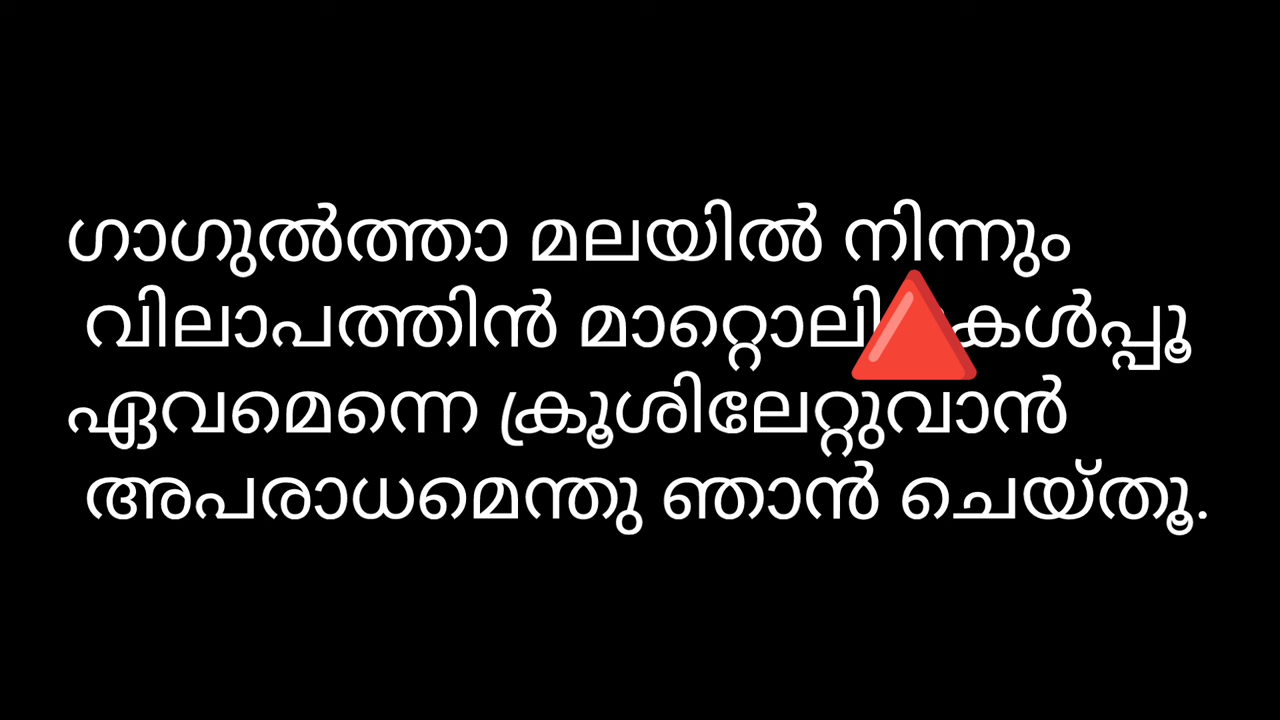 ഗാഗുൽത്താ മലയിൽ നിന്നും
വിലാപത്തിൻ
ഏവമെന്നെ ക്രൂശിലേറ്റുവാൻ
അപരാധമെന്തു ഞാൻ ചെയ്തൂ.